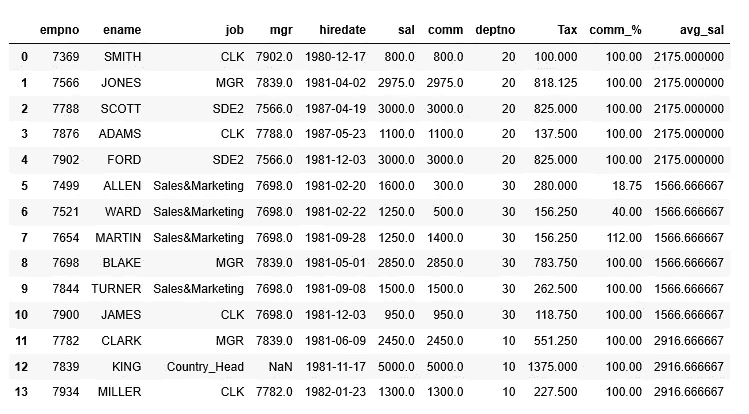 empno ename job mgr hiredate sal comm deptno Tax comm_% avg_sal
0 7369 SMITH CLK 7902.0 1980-12-17 800.0 800.0 20 100.000 100.00 2175.000000
1 7566 JONES MGR 7839.0 1981-04-02 2975.0 2975.0 20 818.125 100.00 2175.000000
2 7788 SCOTT SDE2 7566.0 1987-04-19 3000.0 3000.0 20 825.000 100.00 2175.000000
3 7876 ADAMS CLK 7788.0 1987-05-23 1100.0 1100.0 20 137.500 100.00 2175.000000
4 7902 FORD SDE2 7566.0 1981-12-03 3000.0 3000.0 20 825.000 100.00 2175.000000
5 7499 ALLEN Sales&Marketing 7698.0 1981-02-20 1600.0 300.0 30 280.000 18.75 1566.666667
6 7521 WARD Sales&Marketing 7698.0 1981-02-22 1250.0 500.0 30 156.250 40.00 1566.666667
7 7654 MARTIN Sales&Marketing 7698.0 1981-09-28 1250.0 1400.0 30 156.250 112.00 1566.666667
8 7698 BLAKE MGR 7839.0 1981-05-01 2850.0 2850.0 30 783.750 100.00 1566.666667
9 7844 TURNER Sales&Marketing 7698.0 1981-09-08 1500.0 1500.0 30 262.500 100.00 1566.666667
10 7900 JAMES CLK 7698.0 1981-12-03 950.0 950.0 30 118.750 100.00 1566.666667
11 7782 CLARK MGR 7839.0 1981-06-09 2450.0 2450.0 10 551.250 100.00 2916.666667
12 7839 KING Country_Head NaN 1981-11-17 5000.0 5000.0 10 1375.000 100.00 2916.666667
13 7934 MILLER CLK 7782.0 1982-01-23 1300.0 1300.0 10 227.500 100.00 2916.666667